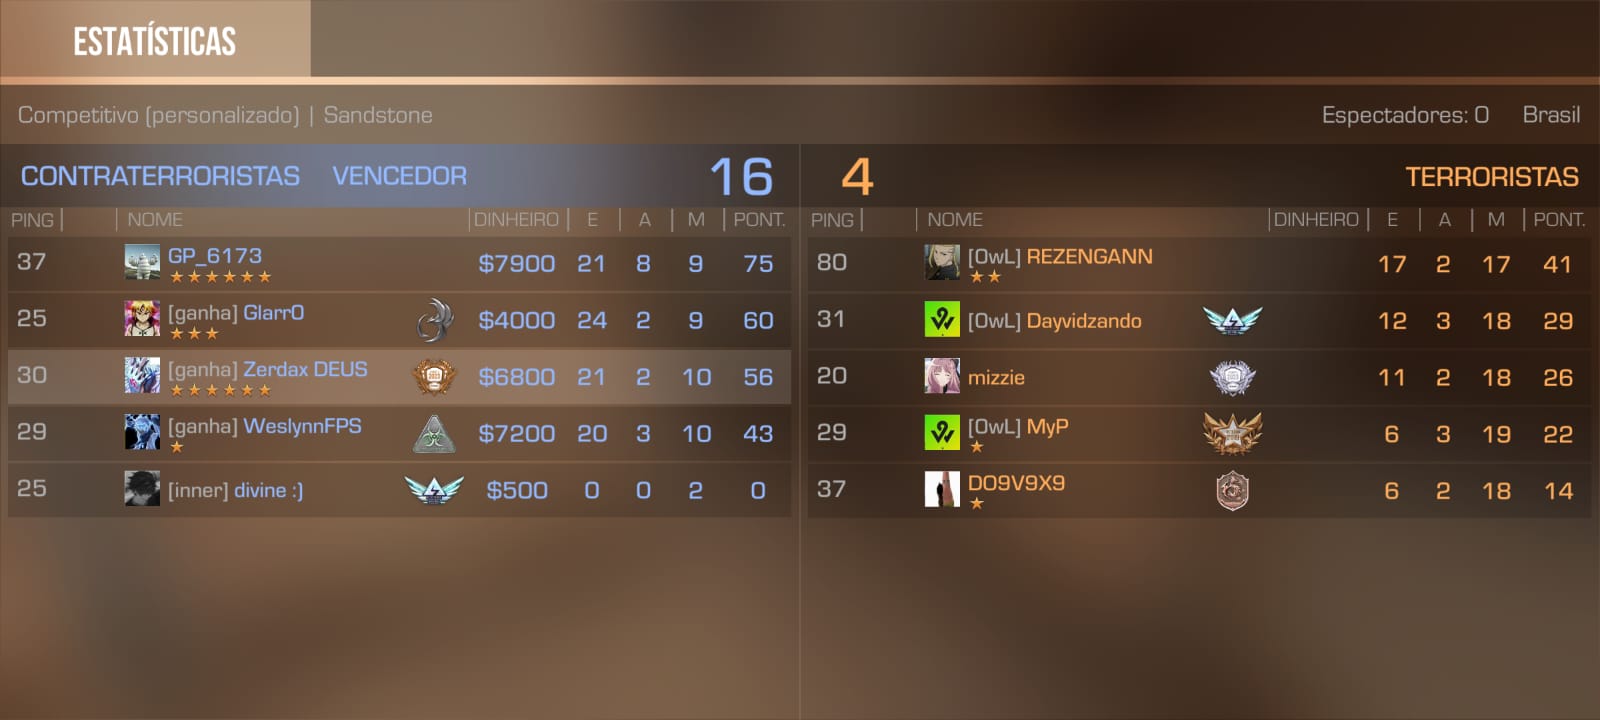 ESTATÍSTICAS
Competitivo (personalizado) | Sandstone
Espectadores: 0 Brasil
CONTRATERRORISTAS VENCEDOR 16
4 TERRORISTAS
PING NOME DINHEIRO E A M PONT.
37 GP_6173 $7900 21 8 9 75
25 [ganha] Glarr0 $4000 24 2 9 60
30 [ganha] Zerdax DEUS $6800 21 2 10 56
29 [ganha] WeslynnFPS $7200 20 3 10 43
25 [inner] divine :) $500 0 0 2 0
PING NOME DINHEIRO E A M PONT.
80 [OwL] REZENGANN 17 2 17 41
31 [OwL] Dayvidzando 12 3 18 29
20 mizzie 11 2 18 26
29 [OwL] MyP 6 3 19 22
37 DO9V9X9 6 2 18 14